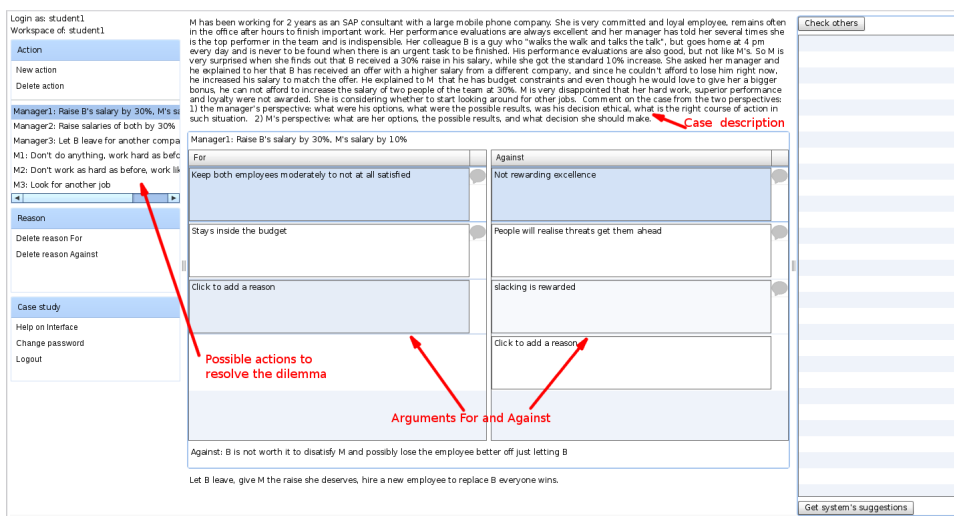 Login as: student1
Workspace of: student1
Action
New action
Delete action
Manager1: Raise B's salary by 30%, M's sa
Manager2: Raise salaries of both by 30%
Manager3: Let B leave for another compa
M1: Don't do anything, work hard as befo
M2: Don't work as hard as before, work lik
M3: Look for another job
Reason
Delete reason For
Delete reason Against
Case study
Help on Interface
Change password
Logout
Possible actions to
resolve the dilemma
M has been working for 2 years as an SAP consultant with a large mobile phone company. She is very committed and loyal employee, remains often
in the office after hours to finish important work. Her performance evaluations are always excellent and her manager has told her several times she
is the top performer in the team and is indispensible. Her colleague B is a guy who "walks the walk and talks the talk", but goes home at 4 pm
every day and is never to be found when there is an urgent task to be finished. His performance evaluations are also good, but not like M's. So M is
very surprised when she finds out that B received a 30% raise in his salary, while she got the standard 10% increase. She asked her manager and
he explained to her that B has received an offer with a higher salary from a different company, and since he couldn't afford to lose him right now,
he increased his salary to match the offer. He explained to M that he has budget constraints and even though he would love to give her a bigger
bonus, he can not afford to increase the salary of two people of the team at 30%. M is very disappointed that her hard work, superior performance
and loyalty were not awarded. She is considering whether to start looking around for other jobs. Comment on the case from the two perspectives:
1) the manager's perspective: what were his options, what were the possible results, was his decision ethical, what is the right course of action in
such situation. 2) M's perspective: what are her options, the possible results, and what decision she should make.
Case description
Manager1: Raise B's salary by 30%, M's salary by 10%
For
Keep both employees moderately to not at all satisfied
Stays inside the budget
Click to add a reason
Against
Not rewarding excellence
People will realise threats get them ahead
slacking is rewarded
Click to add a reason
Arguments For and Against
Against: B is not worth it to disatisfy M and possibly lose the employee better off just letting B
Let B leave, give M the raise she deserves, hire a new employee to replace B everyone wins.
Check others
Get system's suggestions